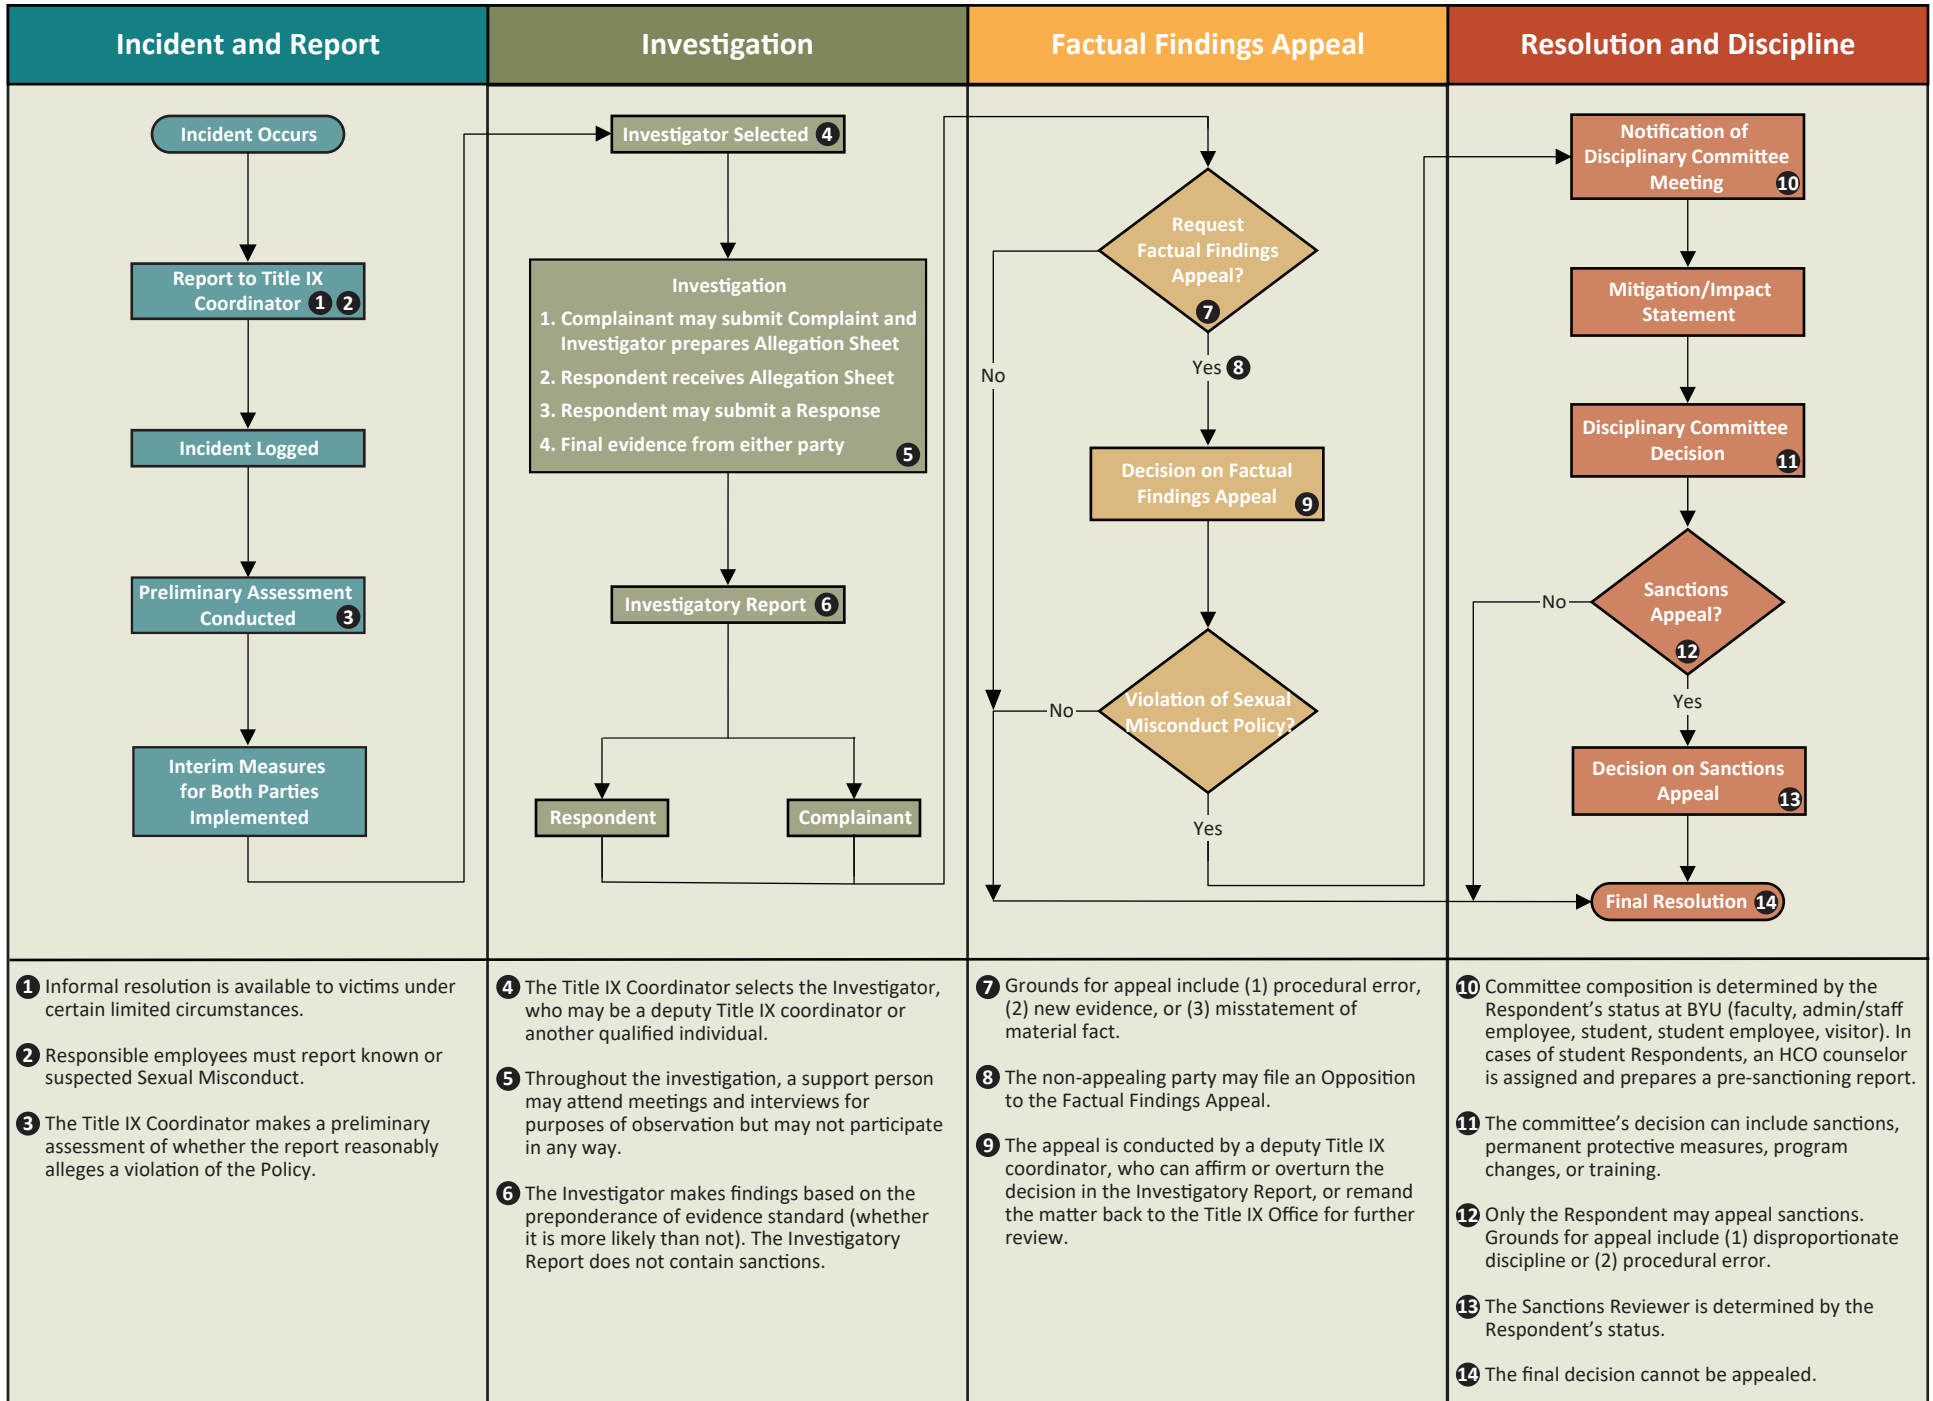 Incident and Report
Investigation
Factual Findings Appeal
Resolution and Discipline
Incident Occurs
Report to Title IX
Coordinator 1 2
Incident Logged
Preliminary Assessment
Conducted 3
Interim Measures
for Both Parties
Implemented
Investigator Selected 4
Investigation
1. Complainant may submit Complaint and
Investigator prepares Allegation Sheet
2. Respondent receives Allegation Sheet
3. Respondent may submit a Response
4. Final evidence from either party
5
Investigatory Report 6
Respondent
Complainant
Request
Factual Findings
Appeal?
7
No
Yes 8
Decision on Factual
Findings Appeal 9
Violation of Sexual
Misconduct Policy?
No
Yes
Notification of
Disciplinary Committee
Meeting 10
Mitigation/Impact
Statement
Disciplinary Committee
Decision 11
Sanctions
Appeal?
12
No
Yes
Decision on Sanctions
Appeal 13
Final Resolution 14
1 Informal resolution is available to victims under
certain limited circumstances.
2 Responsible employees must report known or
suspected Sexual Misconduct.
3 The Title IX Coordinator makes a preliminary
assessment of whether the report reasonably
alleges a violation of the Policy.
4 The Title IX Coordinator selects the Investigator,
who may be a deputy Title IX coordinator or
another qualified individual.
5 Throughout the investigation, a support person
may attend meetings and interviews for
purposes of observation but may not participate
in any way.
6 The Investigator makes findings based on the
preponderance of evidence standard (whether
it is more likely than not). The Investigatory
Report does not contain sanctions.
7 Grounds for appeal include (1) procedural error,
(2) new evidence, or (3) misstatement of
material fact.
8 The non-appealing party may file an Opposition
to the Factual Findings Appeal.
9 The appeal is conducted by a deputy Title IX
coordinator, who can affirm or overturn the
decision in the Investigatory Report, or remand
the matter back to the Title IX Office for further
review.
10 Committee composition is determined by the
Respondent’s status at BYU (faculty, admin/staff
employee, student, student employee, visitor). In
cases of student Respondents, an HCO counselor
is assigned and prepares a pre-sanctioning report.
11 The committee’s decision can include sanctions,
permanent protective measures, program
changes, or training.
12 Only the Respondent may appeal sanctions.
Grounds for appeal include (1) disproportionate
discipline or (2) procedural error.
13 The Sanctions Reviewer is determined by the
Respondent’s status.
14 The final decision cannot be appealed.